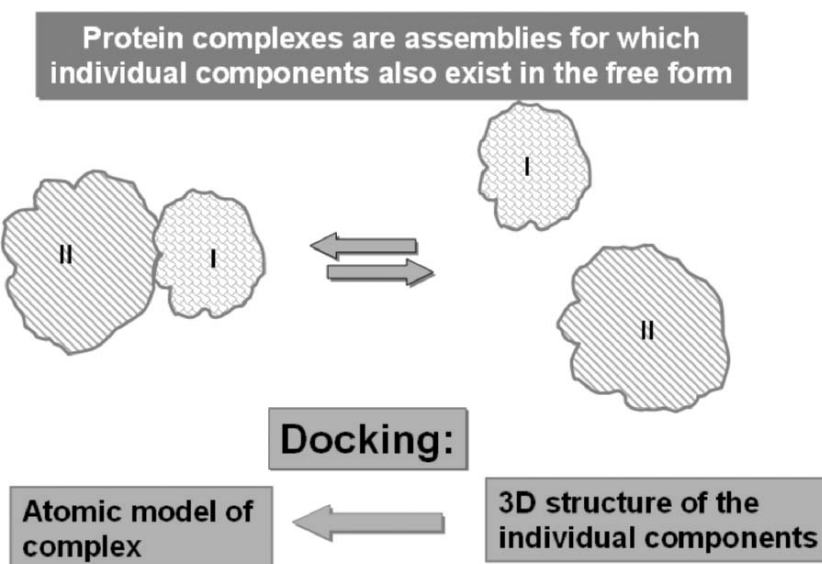 Protein complexes are assemblies for which
individual components also exist in the free form
I
II
I
II
Docking:
Atomic model of
complex
3D structure of the
individual components